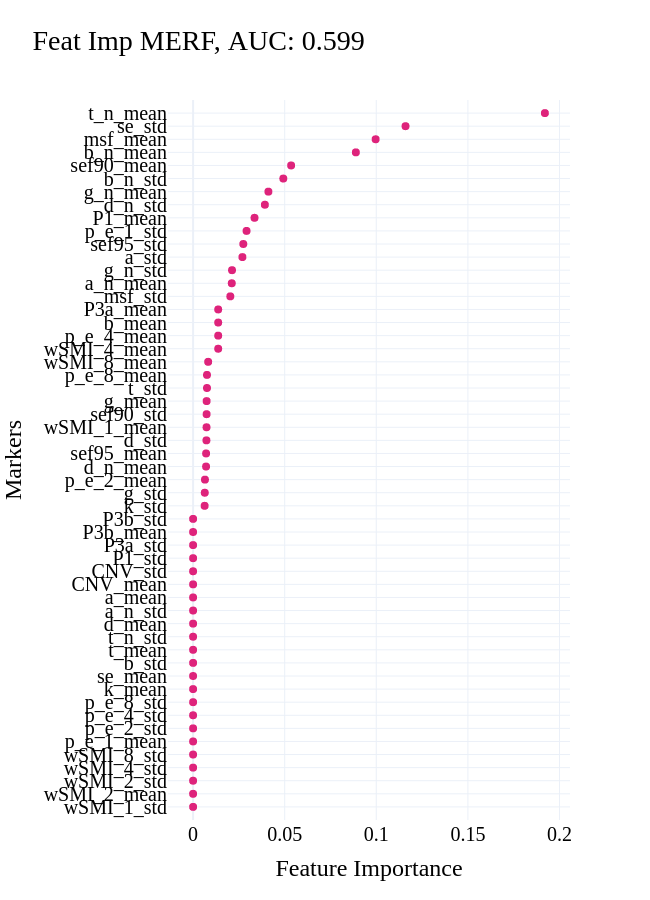 Feat Imp MERF, AUC: 0.599
t_n_mean
se_std
msf_mean
b_n_mean
sef90_mean
b_n_std
g_n_mean
d_n_std
P1_mean
p_e_1_std
sef95_std
a_std
g_n_std
a_n_mean
msf_std
P3a_mean
b_mean
p_e_4_mean
wSMI_4_mean
wSMI_8_mean
p_e_8_mean
t_std
g_mean
sef90_std
wSMI_1_mean
d_std
sef95_mean
d_n_mean
p_e_2_mean
g_std
k_std
P3b_std
P3b_mean
P3a_std
P1_std
CNV_std
CNV_mean
a_mean
a_n_std
d_mean
t_n_std
t_mean
b_std
se_mean
k_mean
p_e_8_std
p_e_4_std
p_e_2_std
p_e_1_mean
wSMI_8_std
wSMI_4_std
wSMI_2_std
wSMI_2_mean
wSMI_1_std
Markers
0 0.05 0.1 0.15 0.2
Feature Importance